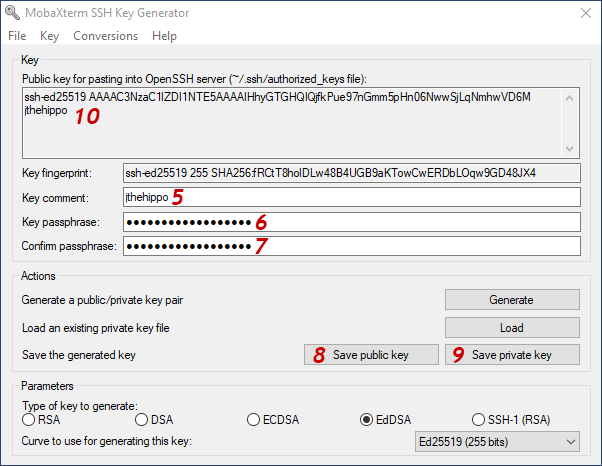 MobaXterm SSH Key Generator
File Key Conversions Help
Key
Public key for pasting into OpenSSH server (~/.ssh/authorized_keys file):
ssh-ed25519 AAAAC3NzaC1lZDI1NTE5AAAAIHhyGTGHQIQjfkPue97nGmm5pHn06NwwSjLqNmhwVD6M
jthehippo 10
Key fingerprint: ssh-ed25519 255 SHA256:fRCtT8holDLw48B4UGB9aKTowCwERDbLOqw9GD48JX4
Key comment: jthehippo 5
Key passphrase: ●●●●●●●●●●●●●●●●●● 6
Confirm passphrase: ●●●●●●●●●●●●●●●●●● 7
Actions
Generate a public/private key pair Generate
Load an existing private key file Load
Save the generated key 8 Save public key 9 Save private key
Parameters
Type of key to generate:
RSA DSA ECDSA EdDSA SSH-1 (RSA)
Curve to use for generating this key: Ed25519 (255 bits)